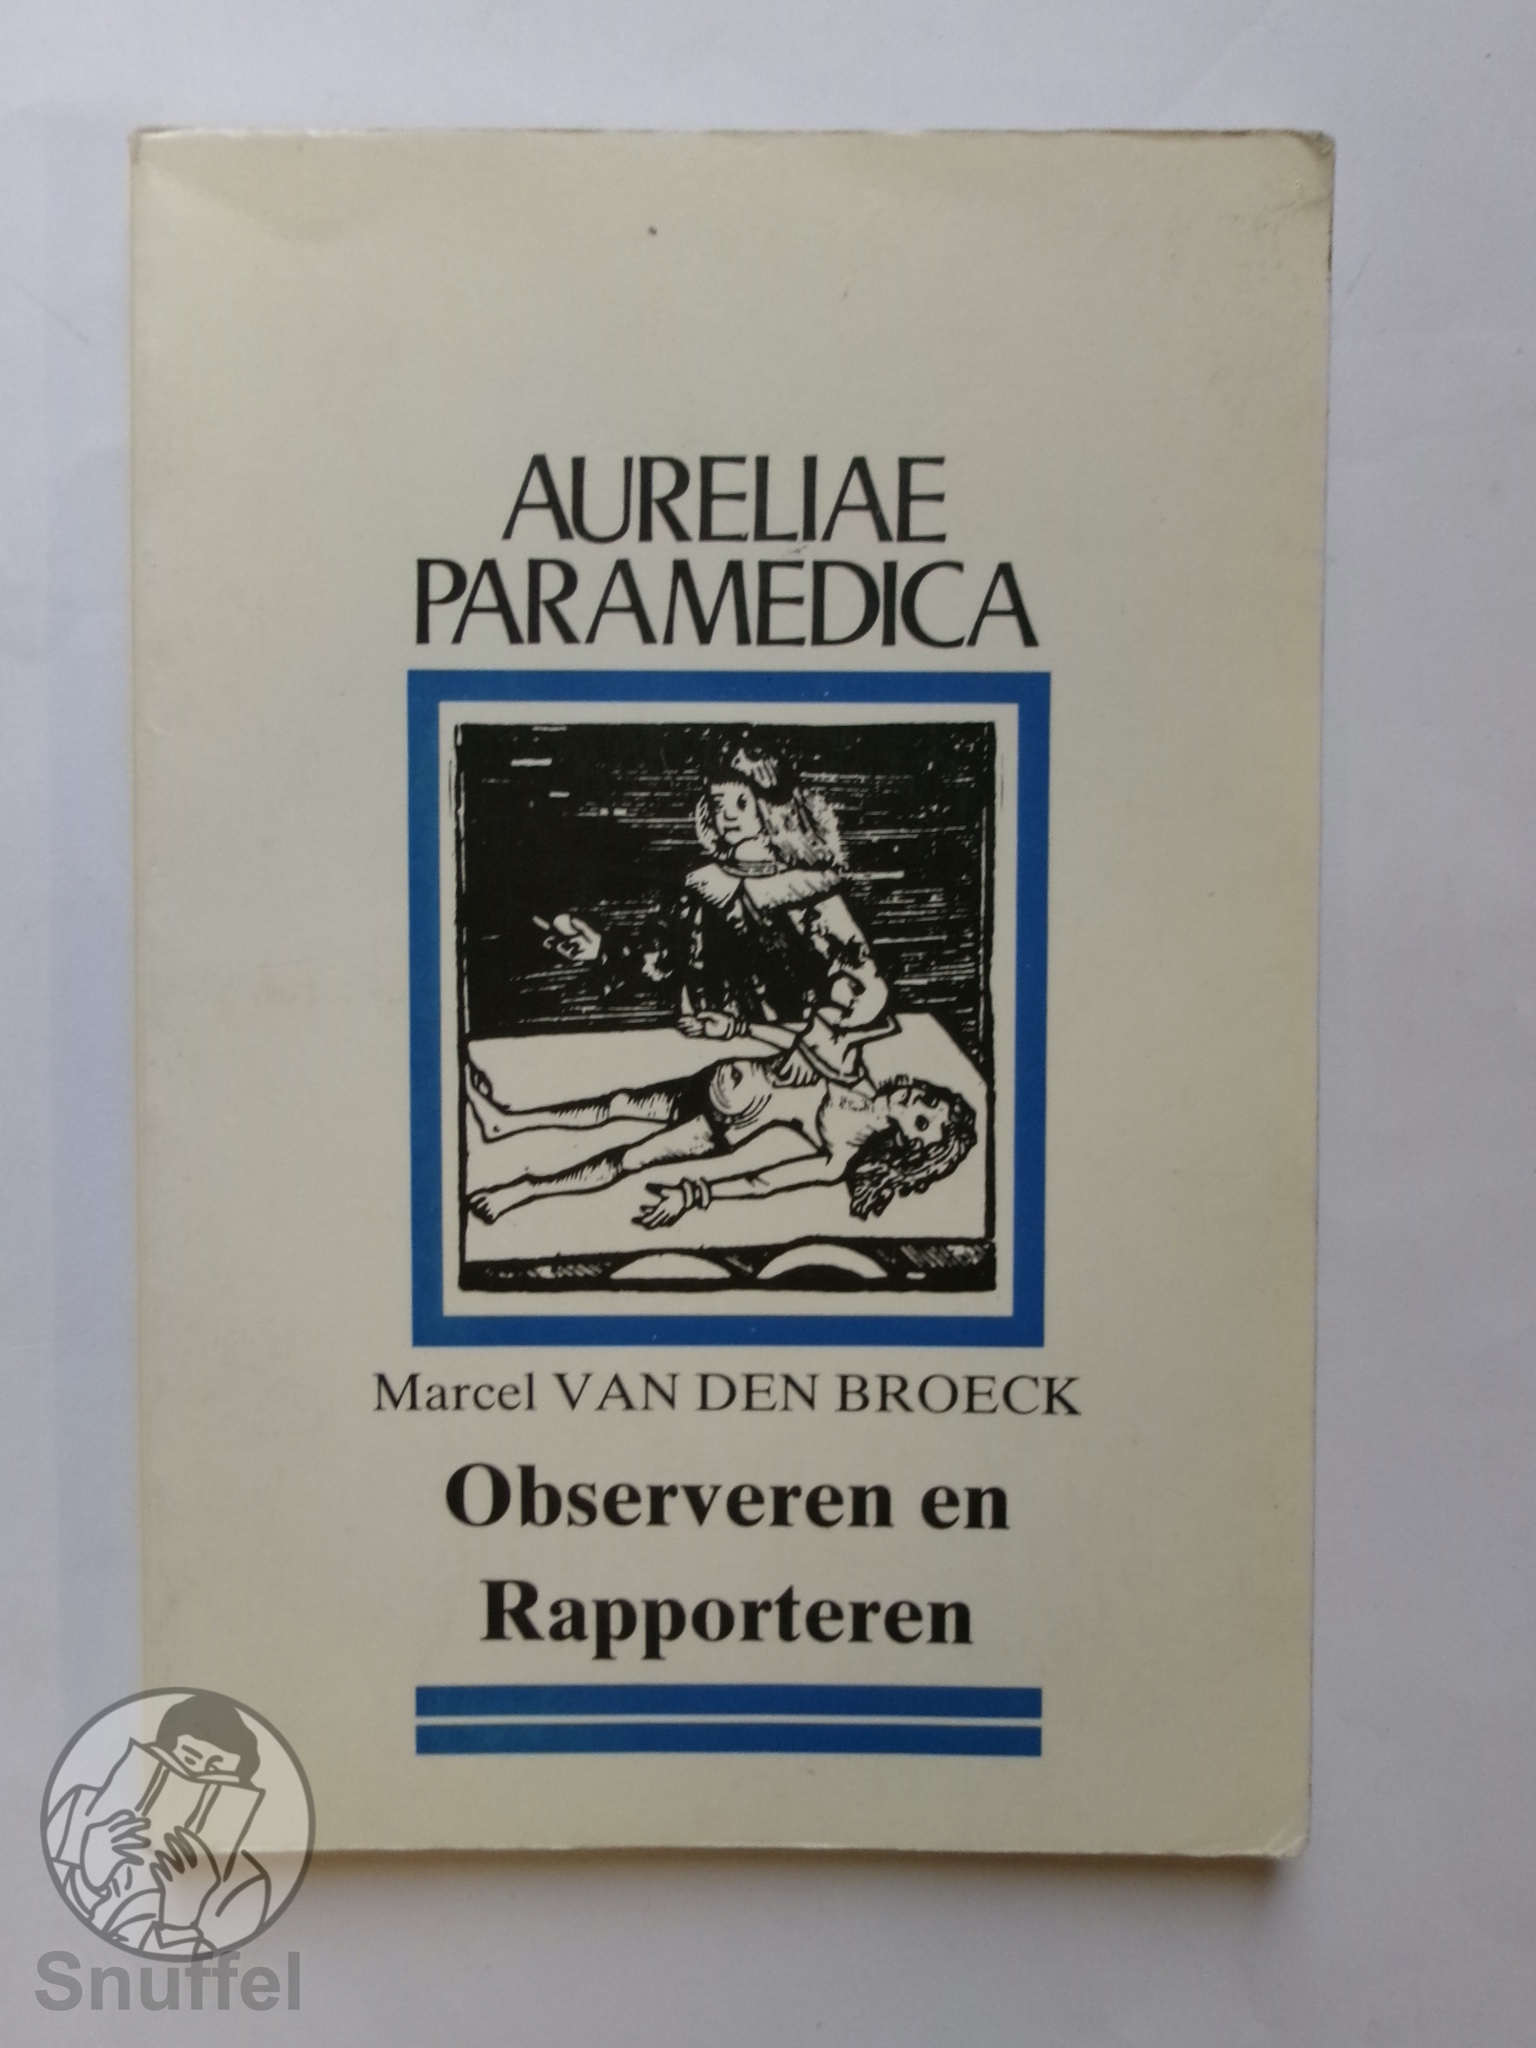 AURELIAE
PARAMEDICA
Marcel VAN DEN BROECK
Observeren en
Rapporteren
Snuffel